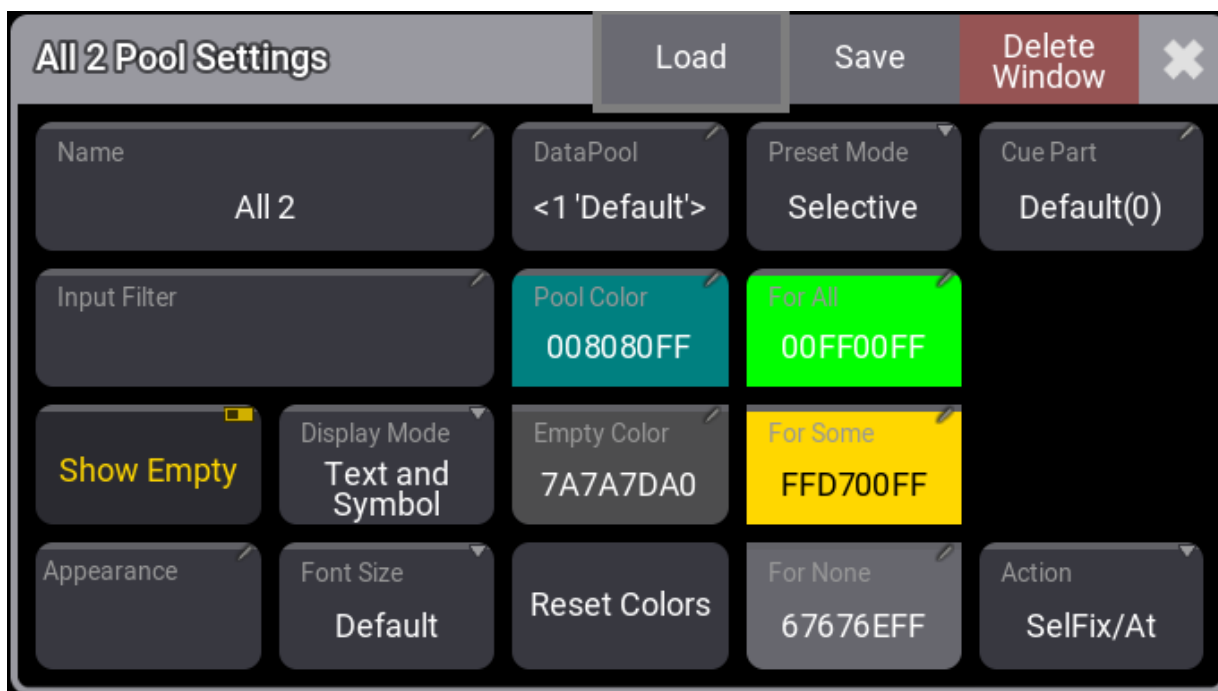 All 2 Pool Settings
Load
Save
Delete
Window
Name
All 2
DataPool
<1 'Default'>
Preset Mode
Selective
Cue Part
Default(0)
Input Filter
Pool Color
008080FF
For All
00FF00FF
Show Empty
Display Mode
Text and
Symbol
Empty Color
7A7A7DA0
For Some
FFD700FF
Appearance
Font Size
Default
Reset Colors
For None
67676EFF
Action
SelFix/At